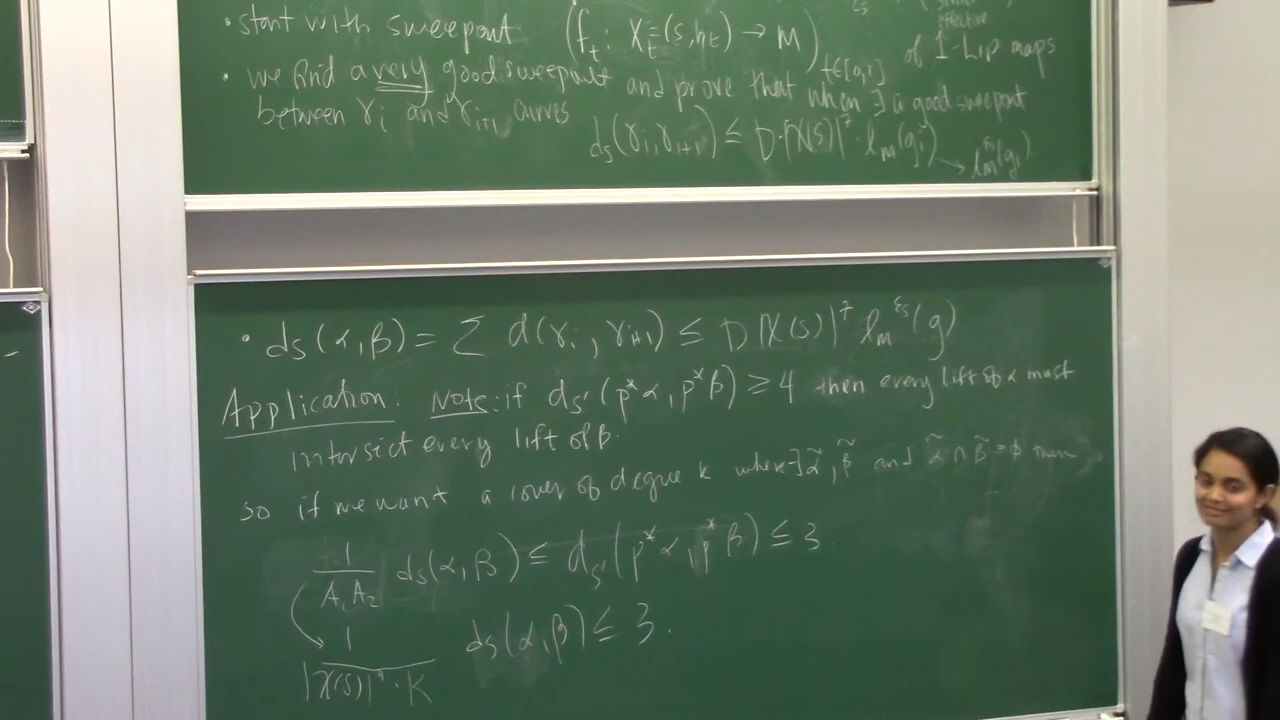 • start with sweepout (f_t : X_t=(S,h_t) → M)_{t∈[0,1]} of 1-Lip maps
• we find a very good sweepout and prove that when ∃ a good sweepout
between γ_i and γ_{i+1} curves
d_S(γ_i,γ_{i+1}) ≤ D·|χ(S)|^7 · l_m(g_i) → l_m^{εs}(g_i)
• d_S(α,β) = Σ d(γ_i, γ_{i+1}) ≤ D|χ(S)|^7 l_m^{εs}(g)
Application: Note: if d_{S'}(p*α, p*β) ≥ 4 then every lift of α must
intersect every lift of β.
so if we want a cover of degree k where ∃ α̃, β̃ and α̃ ∩ β̃ = ϕ then
1/(A_1A_2) d_S(α,β) ≤ d_{S'}(p*α, p*β) ≤ 3.
1/(|χ(S)|·K) d_S(α,β) ≤ 3.